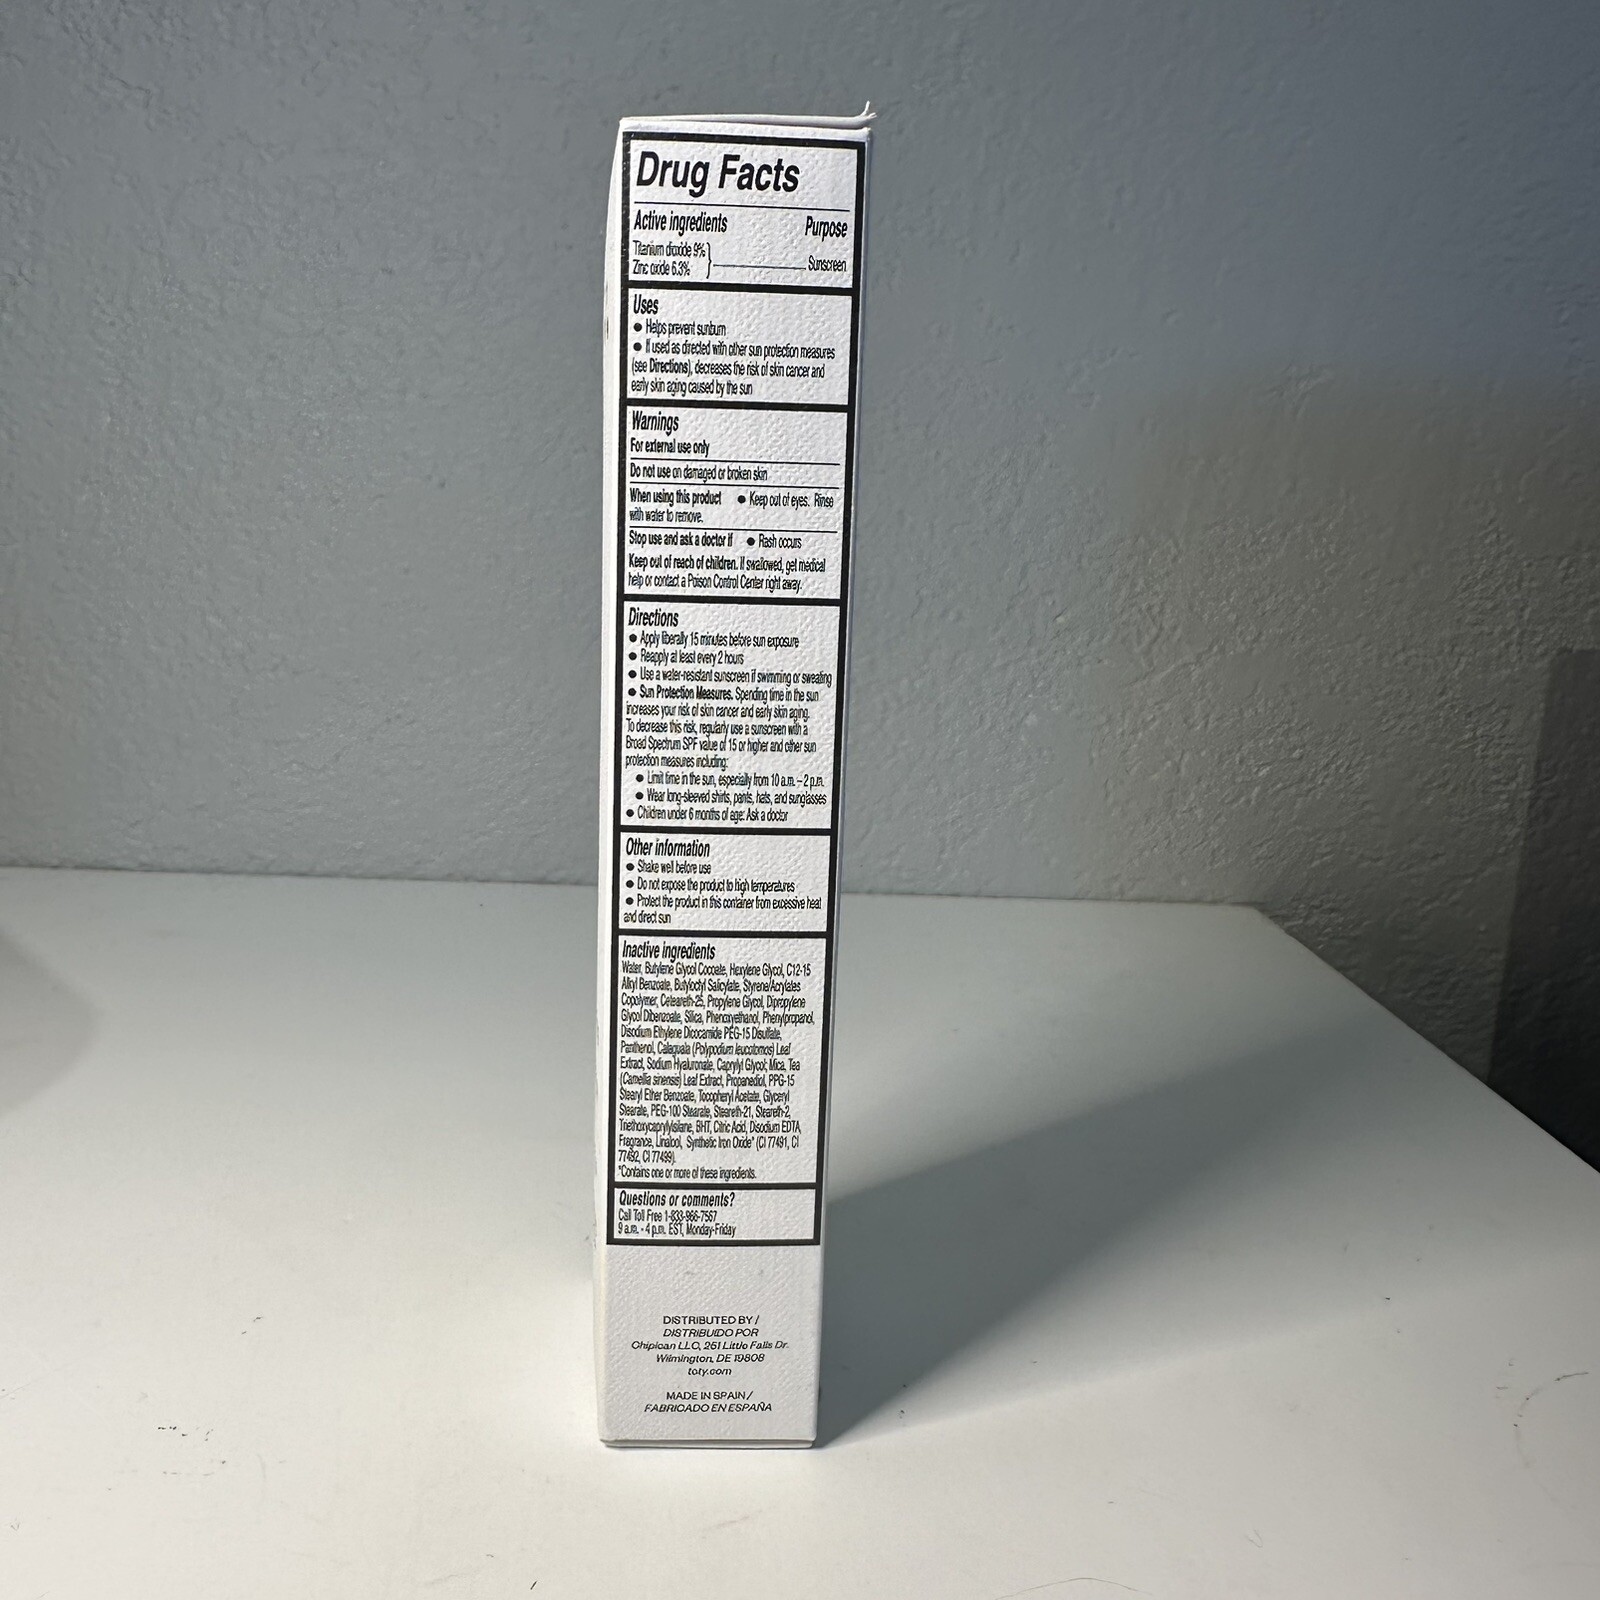 Drug Facts
Active ingredients Purpose
Titanium dioxide 9%
Zinc oxide 6.3% Sunscreen
Uses
● Helps prevent sunburn
● If used as directed with other sun protection measures
(see Directions), decreases the risk of skin cancer and
early skin aging caused by the sun
Warnings
For external use only
Do not use on damaged or broken skin
When using this product ● Keep out of eyes. Rinse
with water to remove.
Stop use and ask a doctor if ● Rash occurs
Keep out of reach of children. If swallowed, get medical
help or contact a Poison Control Center right away.
Directions
● Apply liberally 15 minutes before sun exposure
● Reapply at least every 2 hours
● Use a water-resistant sunscreen if swimming or sweating
● Sun Protection Measures. Spending time in the sun
increases your risk of skin cancer and early skin aging.
To decrease this risk, regularly use a sunscreen with a
Broad Spectrum SPF value of 15 or higher and other sun
protection measures including:
● Limit time in the sun, especially from 10 a.m. – 2 p.m.
● Wear long-sleeved shirts, pants, hats, and sunglasses
● Children under 6 months of age: Ask a doctor
Other information
● Shake well before use
● Do not expose the product to high temperatures
● Protect the product in this container from excessive heat
and direct sun
Inactive ingredients
Water, Butylene Glycol Cocoate, Hexylene Glycol, C12-15
Alkyl Benzoate, Butyloctyl Salicylate, Styrene/Acrylates
Copolymer, Ceteareth-25, Propylene Glycol, Dipropylene
Glycol Dibenzoate, Silica, Phenoxyethanol, Phenylpropanol,
Disodium Ethylene Dicocamide PEG-15 Disulfate,
Panthenol, Calaguala (Polypodium leucotomos) Leaf
Extract, Sodium Hyaluronate, Caprylyl Glycol; Mica, Tea
(Camellia sinensis) Leaf Extract, Propanediol, PPG-15
Stearyl Ether Benzoate, Tocopheryl Acetate, Glyceryl
Stearate, PEG-100 Stearate, Steareth-21, Steareth-2,
Triethoxycaprylylsilane, BHT, Citric Acid, Disodium EDTA,
Fragrance, Linalool, Synthetic Iron Oxide* (CI 77491, CI
77492, CI 77499).
*Contains one or more of these ingredients.
Questions or comments?
Call Toll Free 1-833-966-7567
9 a.m. - 4 p.m. EST, Monday-Friday
DISTRIBUTED BY /
DISTRIBUIDO POR
Chipican LLC, 251 Little Falls Dr.
Wilmington, DE 19808
toty.com
MADE IN SPAIN /
FABRICADO EN ESPAÑA